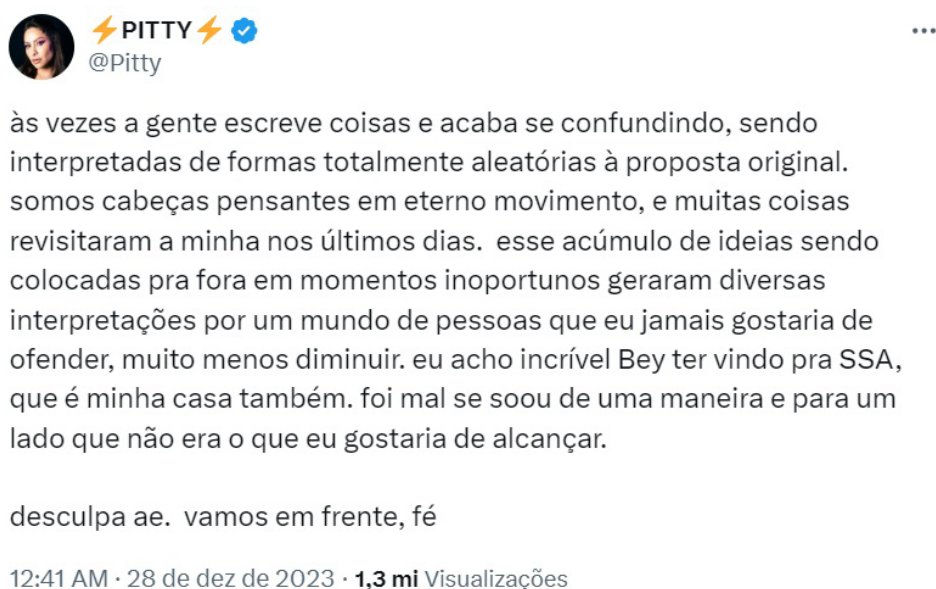 ⚡PITTY⚡
@Pitty
às vezes a gente escreve coisas e acaba se confundindo, sendo
interpretadas de formas totalmente aleatórias à proposta original.
somos cabeças pensantes em eterno movimento, e muitas coisas
revisitaram a minha nos últimos dias.  esse acúmulo de ideias sendo
colocadas pra fora em momentos inoportunos geraram diversas
interpretações por um mundo de pessoas que eu jamais gostaria de
ofender, muito menos diminuir. eu acho incrível Bey ter vindo pra SSA,
que é minha casa também. foi mal se soou de uma maneira e para um
lado que não era o que eu gostaria de alcançar.
desculpa ae.  vamos em frente, fé
12:41 AM · 28 de dez de 2023 · 1,3 mi Visualizações